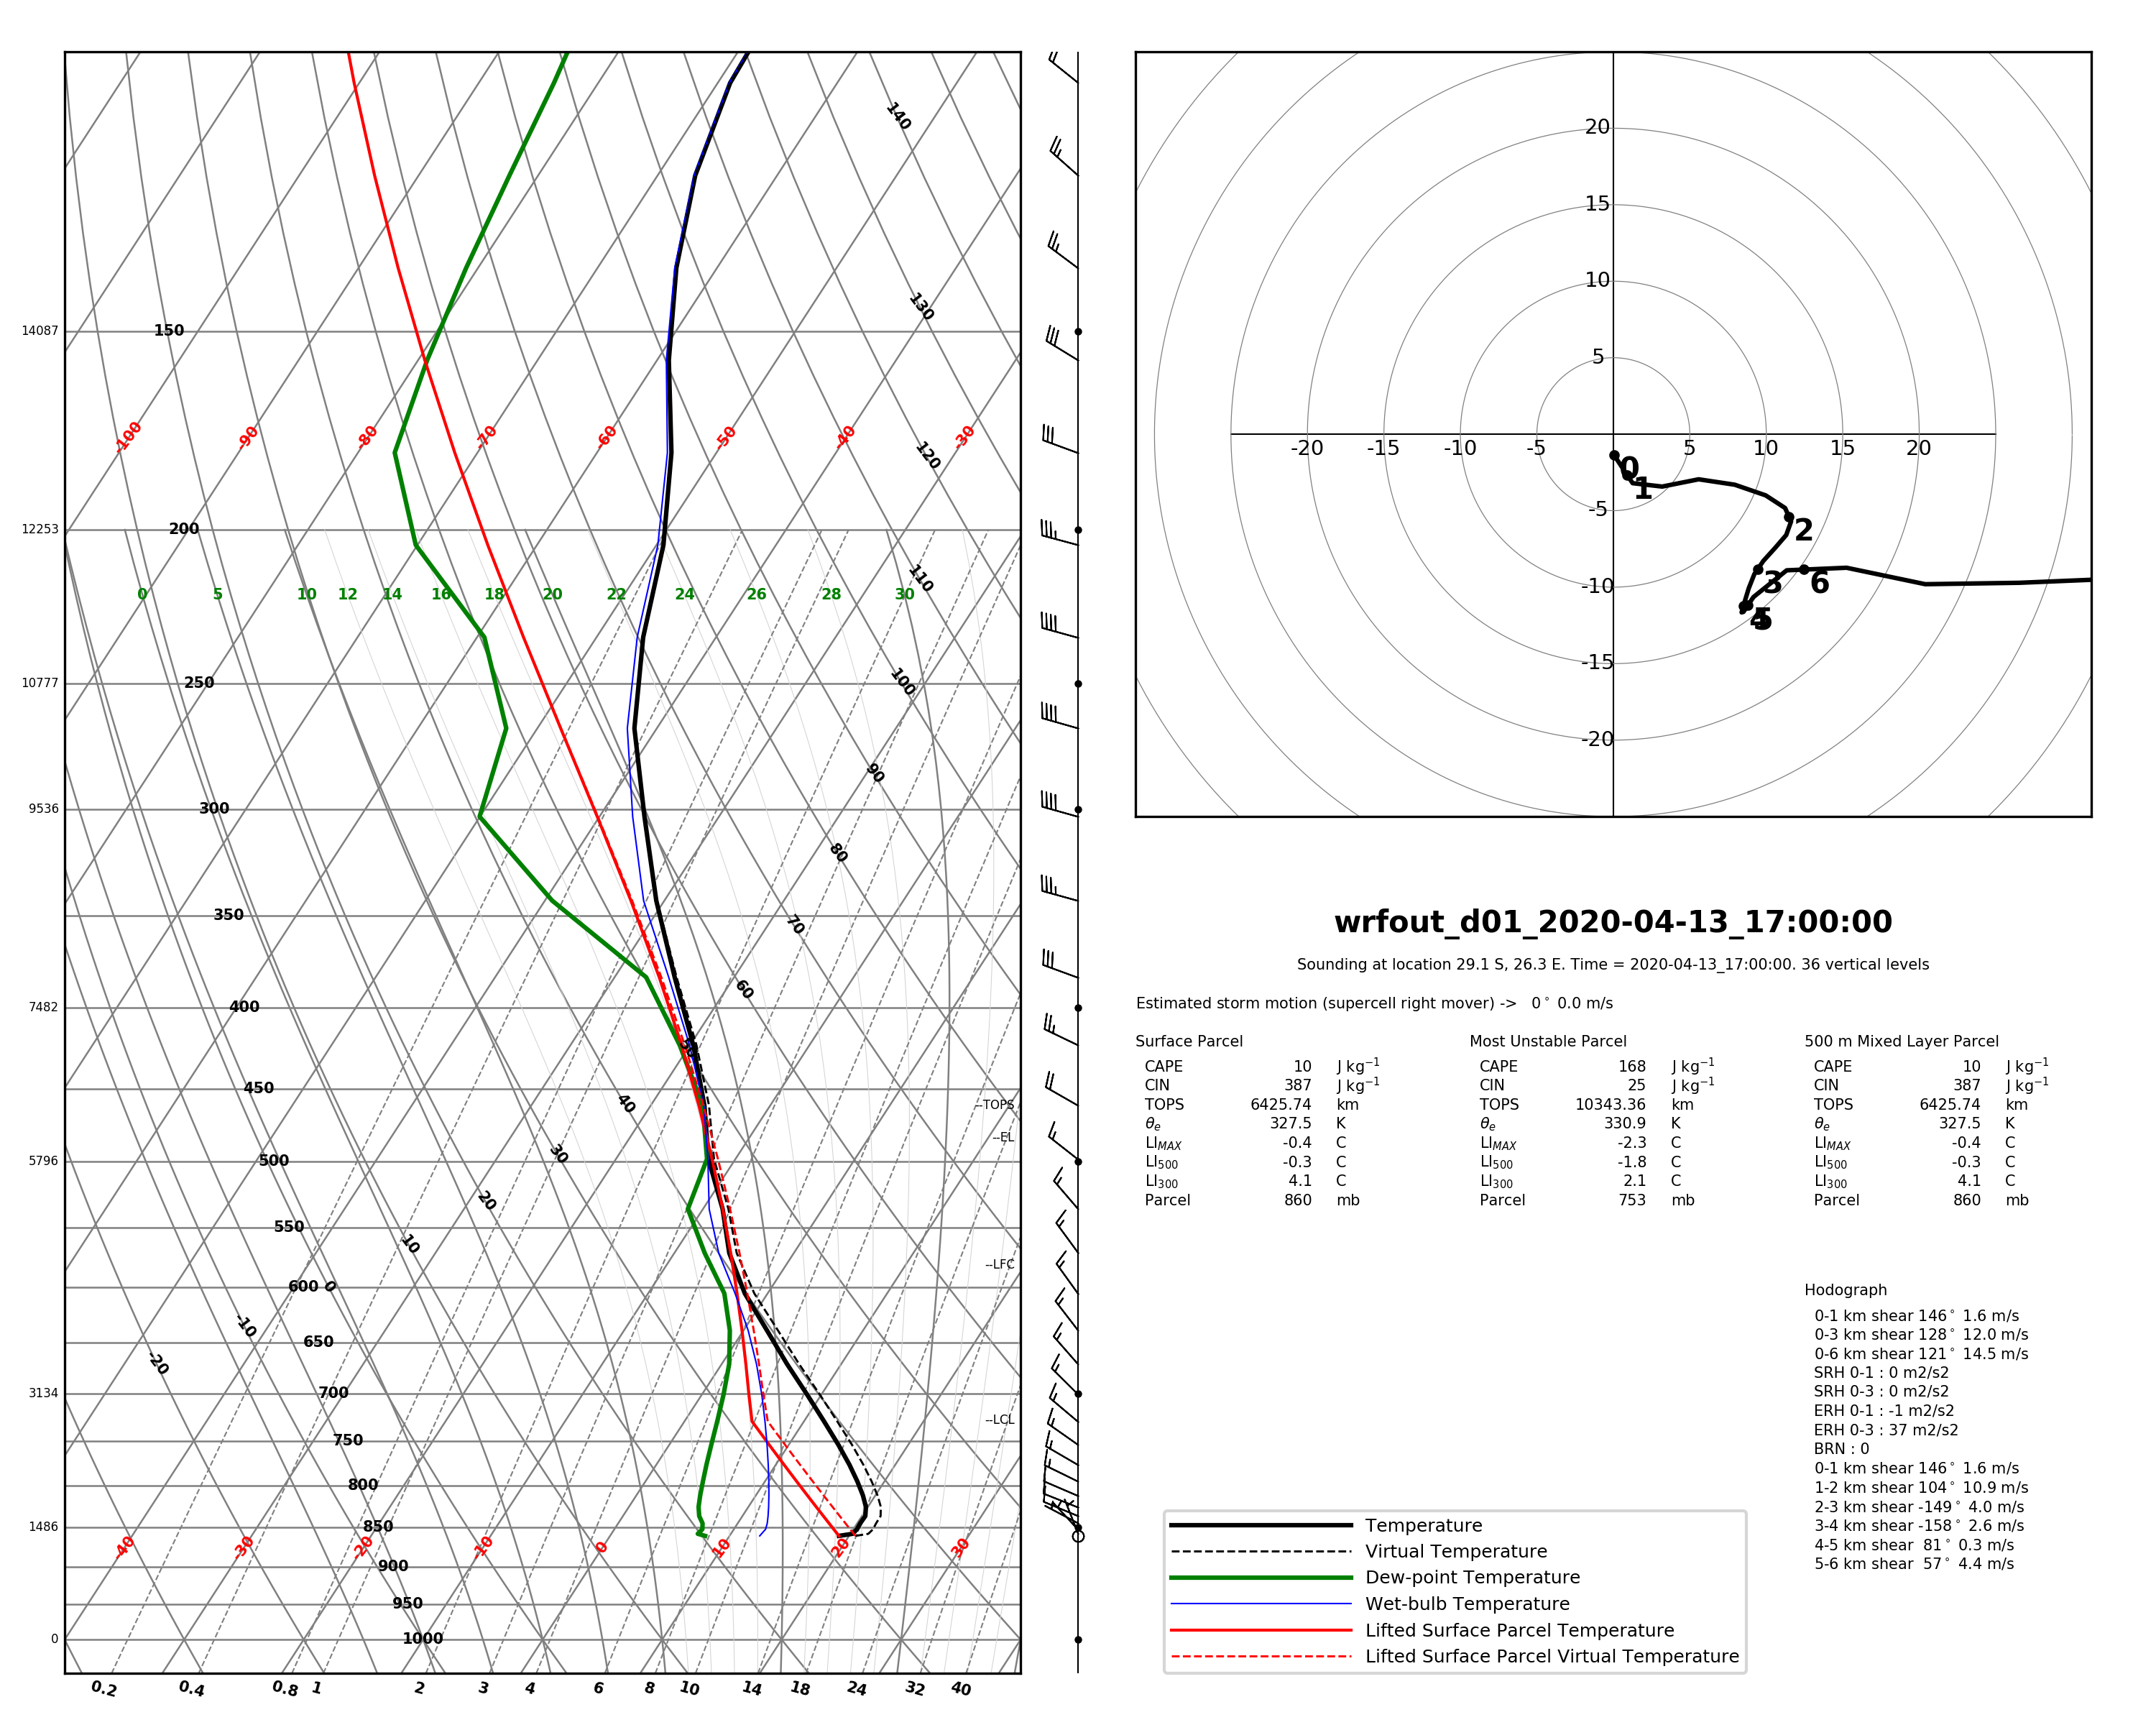 140
130
14087 150
-100 -90 -80 -70 -60 -50 -40 -30
120
12253 200
110
0 5 10 12 14 16 18 20 22 24 26 28 30
10777 250
100
90
9536 300
80
350
70
7482 400
60
50
450
40
--TOPS
--EL
5796 500
30
20
550
10
--LFC
600 0
-10
650
-20
3134 700
--LCL
750
800
1486 850
-40 -30 -20 -10 0 10 20 30
900
950
0 1000
0.2 0.4 0.8 1 2 3 4 6 8 10 14 18 24 32 40
20
15
10
5
-20 -15 -10 -5 5 10 15 20
-5
-10
-15
-20
0
1
2
3
4
5
6
wrfout_d01_2020-04-13_17:00:00
Sounding at location 29.1 S, 26.3 E. Time = 2020-04-13_17:00:00. 36 vertical levels
Estimated storm motion (supercell right mover) -> 0° 0.0 m/s
Surface Parcel
CAPE 10 J kg⁻¹
CIN 387 J kg⁻¹
TOPS 6425.74 km
θe 327.5 K
LIMAX -0.4 C
LI500 -0.3 C
LI300 4.1 C
Parcel 860 mb
Most Unstable Parcel
CAPE 168 J kg⁻¹
CIN 25 J kg⁻¹
TOPS 10343.36 km
θe 330.9 K
LIMAX -2.3 C
LI500 -1.8 C
LI300 2.1 C
Parcel 753 mb
500 m Mixed Layer Parcel
CAPE 10 J kg⁻¹
CIN 387 J kg⁻¹
TOPS 6425.74 km
θe 327.5 K
LIMAX -0.4 C
LI500 -0.3 C
LI300 4.1 C
Parcel 860 mb
Hodograph
0-1 km shear 146° 1.6 m/s
0-3 km shear 128° 12.0 m/s
0-6 km shear 121° 14.5 m/s
SRH 0-1 : 0 m2/s2
SRH 0-3 : 0 m2/s2
ERH 0-1 : -1 m2/s2
ERH 0-3 : 37 m2/s2
BRN : 0
0-1 km shear 146° 1.6 m/s
1-2 km shear 104° 10.9 m/s
2-3 km shear -149° 4.0 m/s
3-4 km shear -158° 2.6 m/s
4-5 km shear 81° 0.3 m/s
5-6 km shear 57° 4.4 m/s
Temperature
Virtual Temperature
Dew-point Temperature
Wet-bulb Temperature
Lifted Surface Parcel Temperature
Lifted Surface Parcel Virtual Temperature